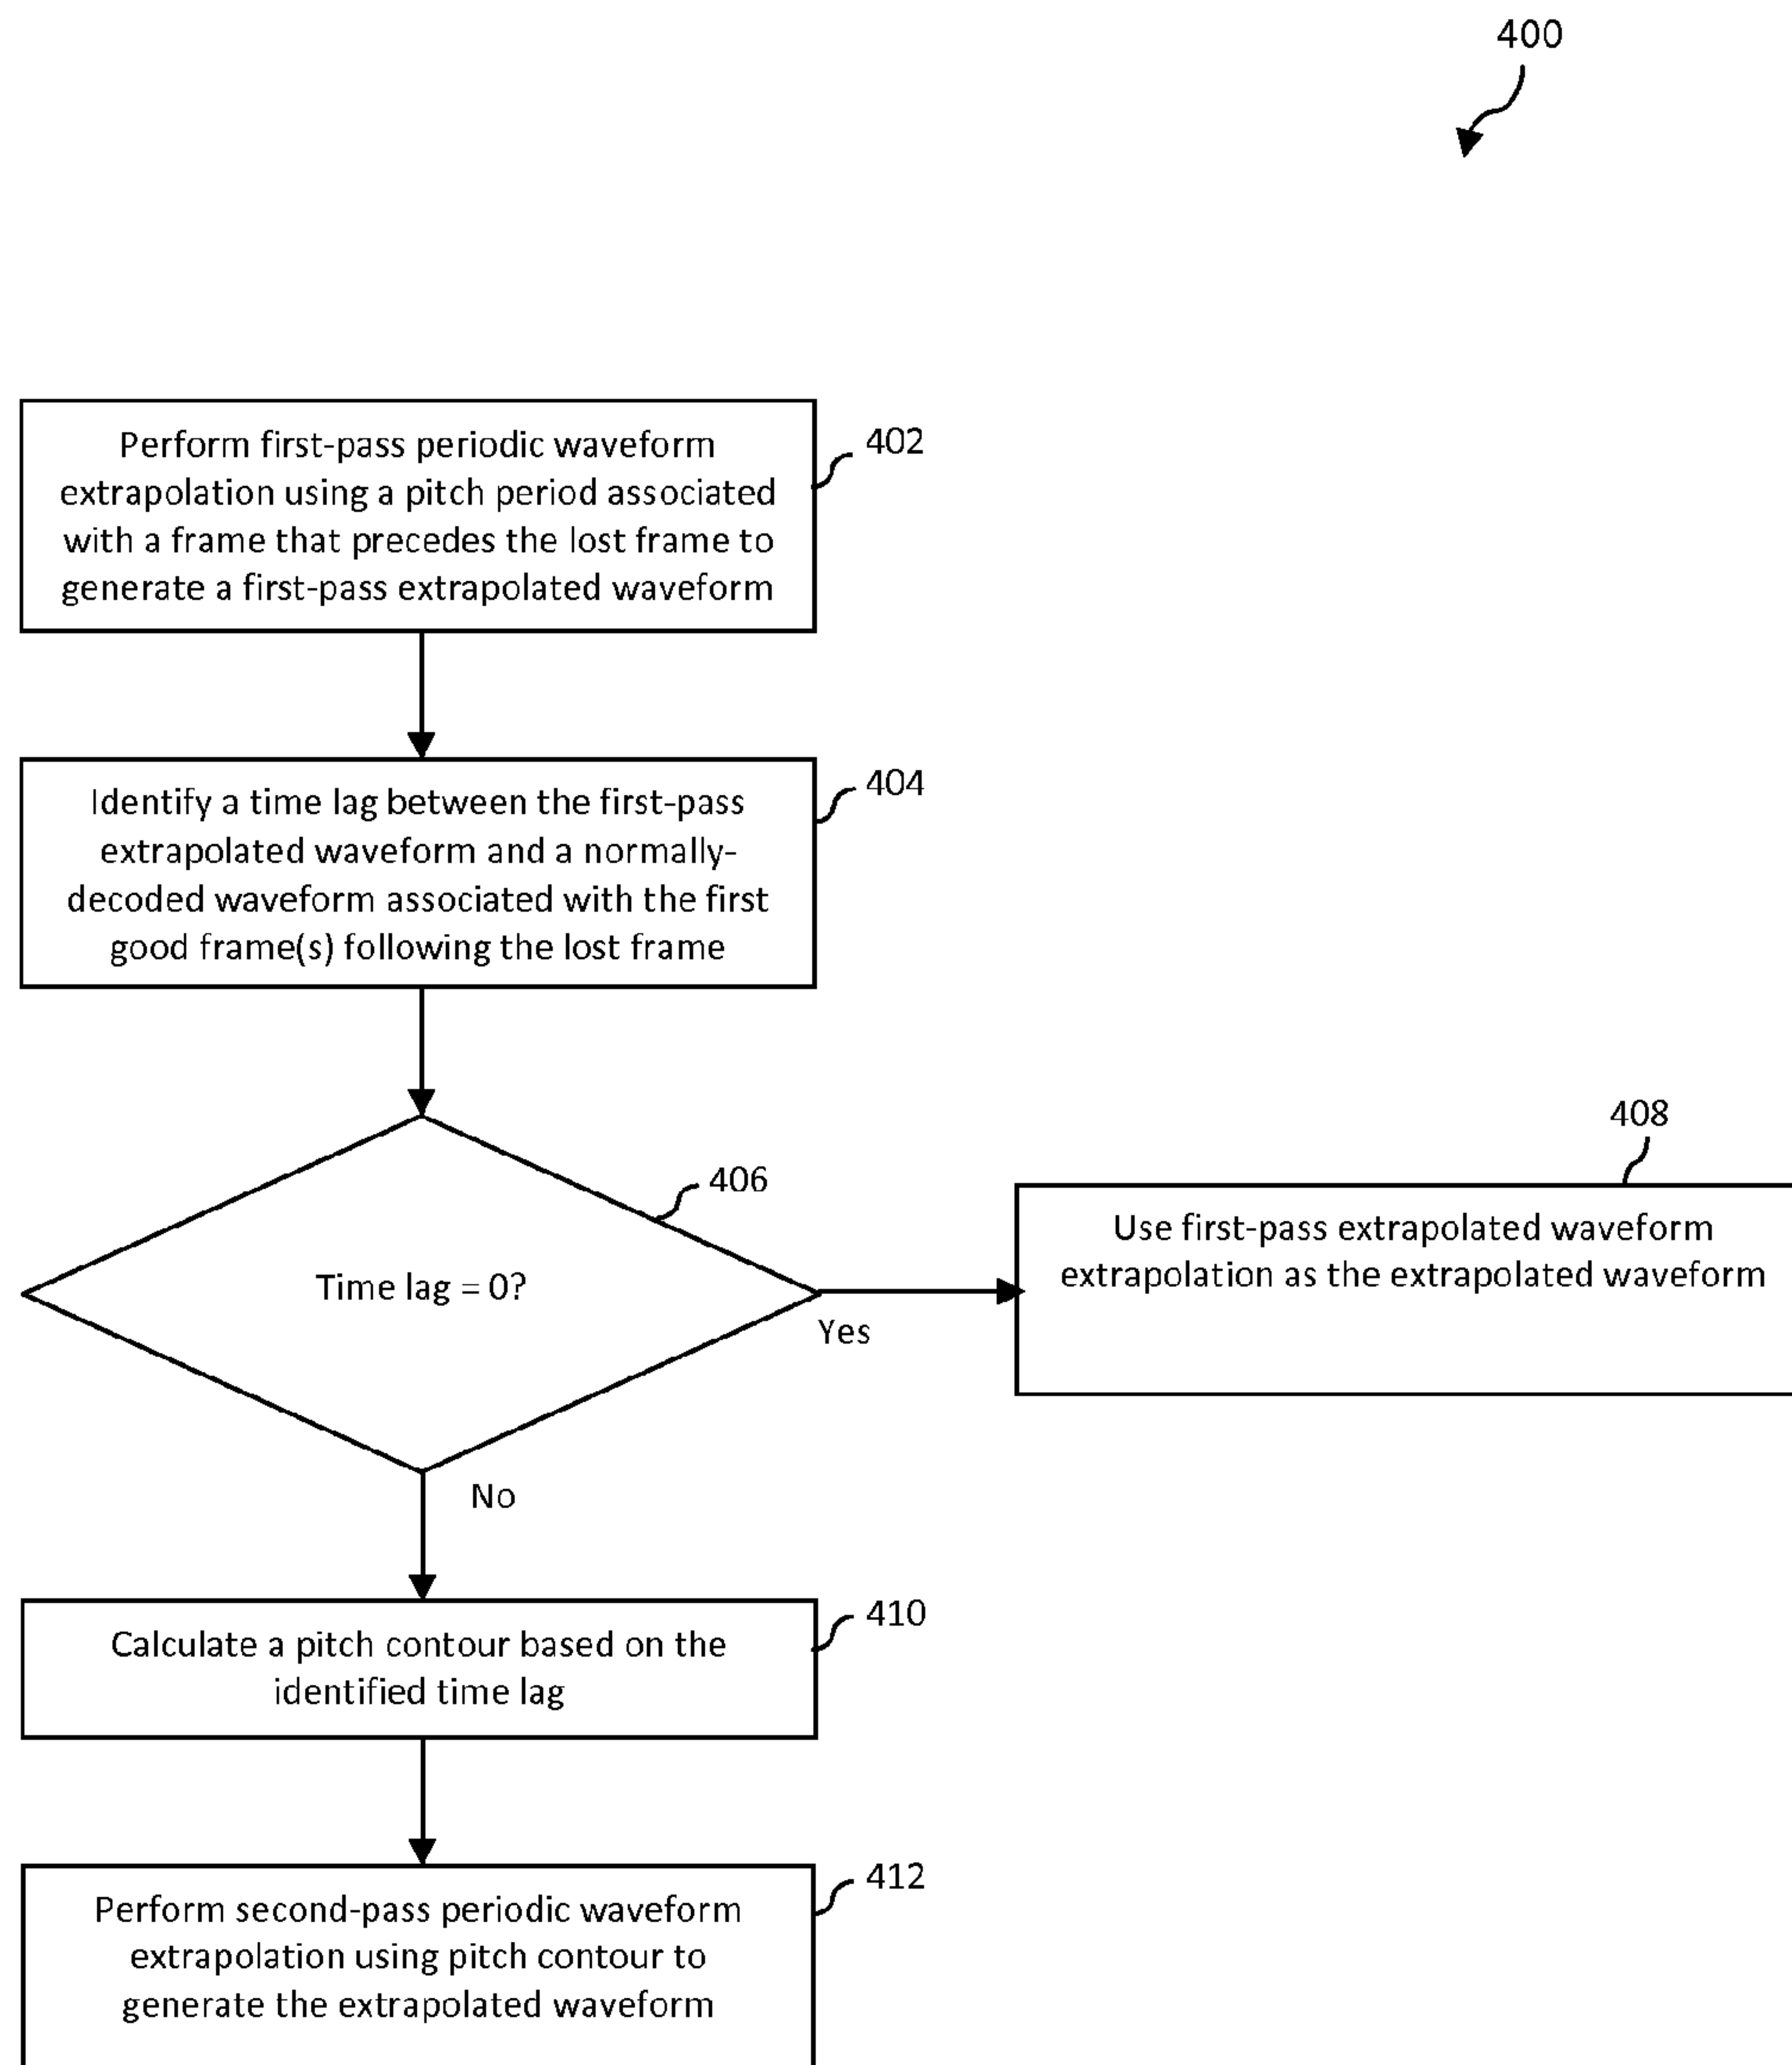 400
Perform first-pass periodic waveform
extrapolation using a pitch period associated
with a frame that precedes the lost frame to
generate a first-pass extrapolated waveform
402
Identify a time lag between the first-pass
extrapolated waveform and a normally-
decoded waveform associated with the first
good frame(s) following the lost frame
404
Time lag = 0?
406
Yes
408
Use first-pass extrapolated waveform
extrapolation as the extrapolated waveform
No
Calculate a pitch contour based on the
identified time lag
410
Perform second-pass periodic waveform
extrapolation using pitch contour to
generate the extrapolated waveform
412